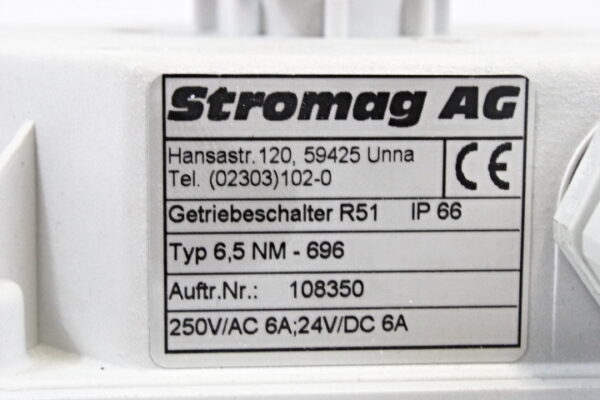 Stromag AG
Hansastr.120, 59425 Unna
Tel. (02303)102-0
CE
Getriebeschalter R51 IP 66
Typ 6,5 NM - 696
Auftr.Nr.: 108350
250V/AC 6A;24V/DC 6A